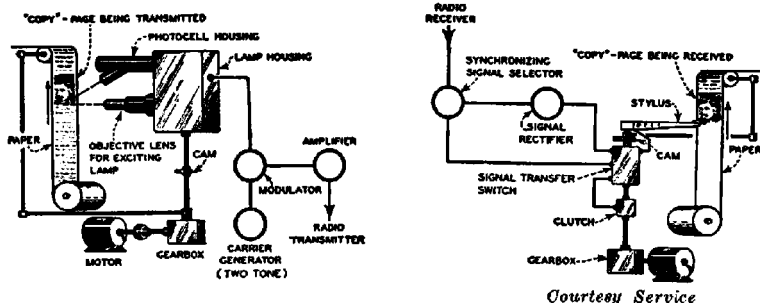 "COPY"-PAGE BEING TRANSMITTED
PHOTOCELL HOUSING
LAMP HOUSING
PAPER
OBJECTIVE LENS
FOR EXCITING
LAMP
CAM
AMPLIFIER
MODULATOR
RADIO
TRANSMITTER
MOTOR
GEARBOX
CARRIER
GENERATOR
(TWO TONE)
RADIO
RECEIVER
SYNCHRONIZING
SIGNAL SELECTOR
"COPY"-PAGE BEING RECEIVED
STYLUS
SIGNAL
RECTIFIER
CAM
SIGNAL TRANSFER
SWITCH
PAPER
CLUTCH
GEARBOX
Courtesy Service